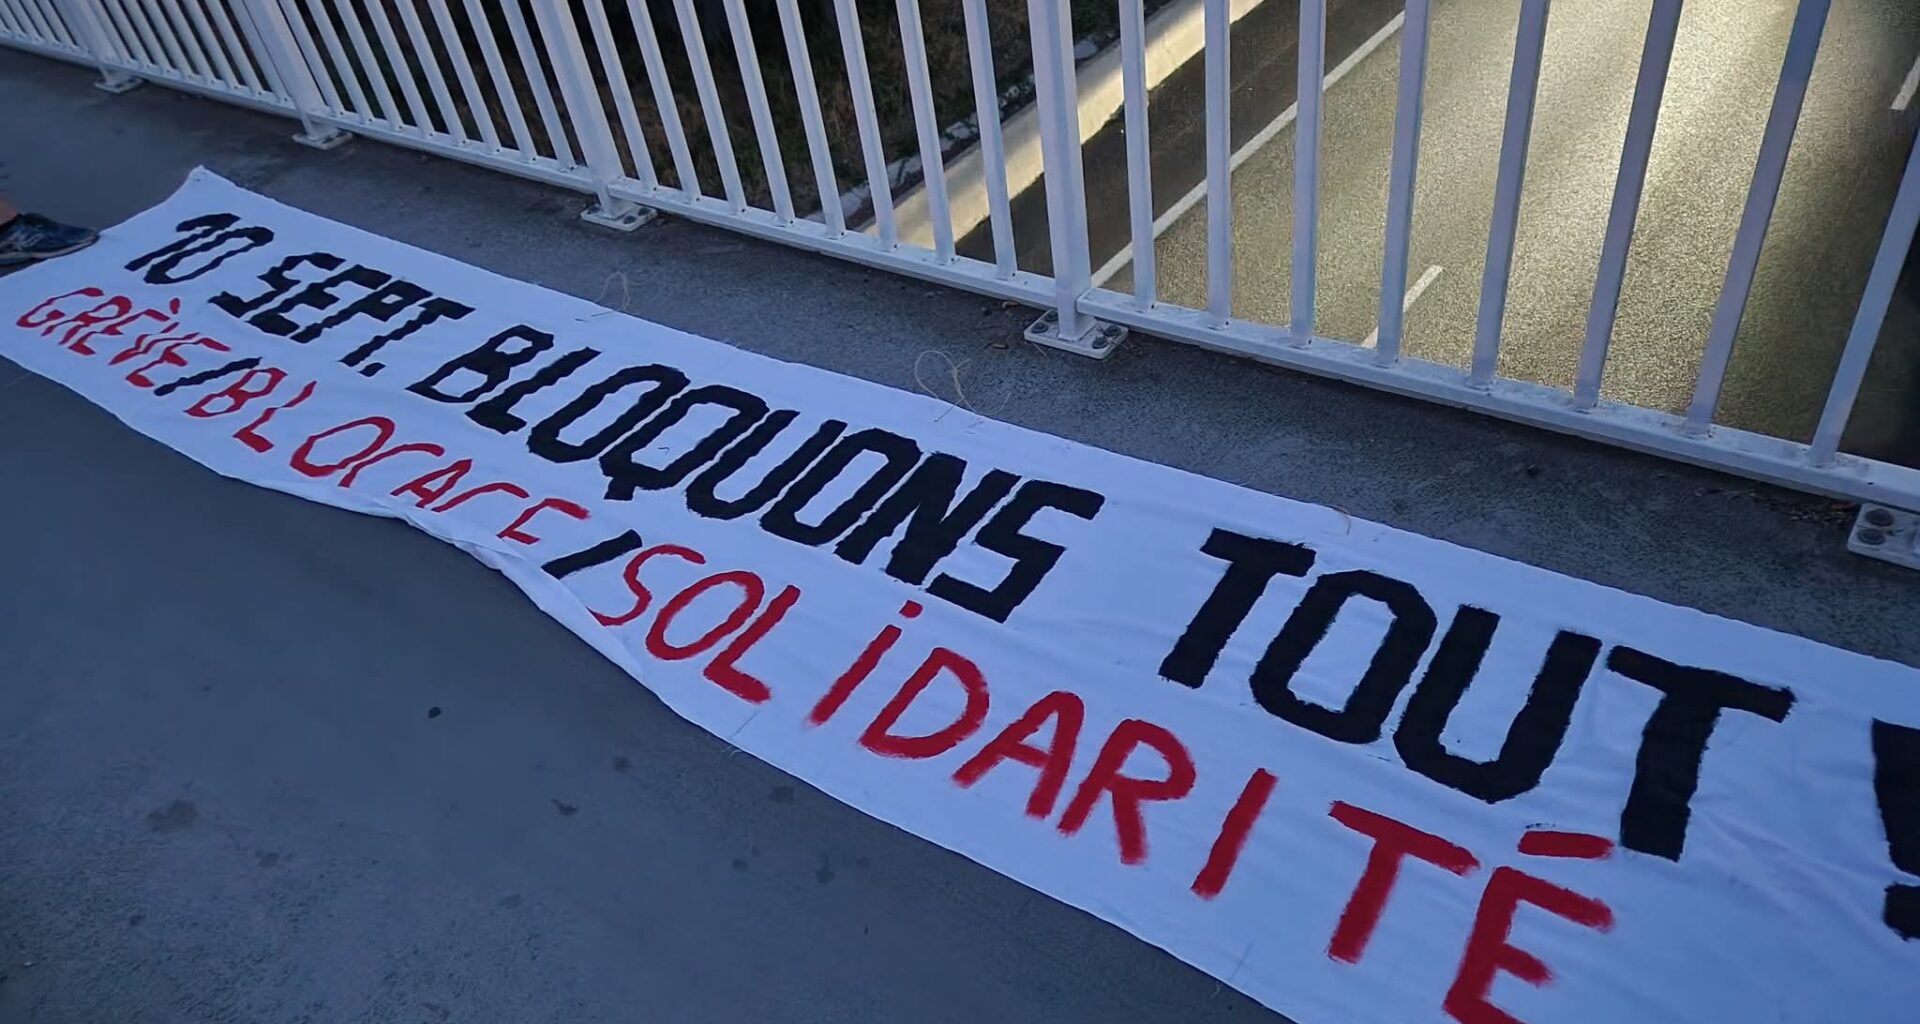 10 SEPT. BLOQUONS TOUT !
GRÈVE/BLOCAGE/SOLiDARITÉ